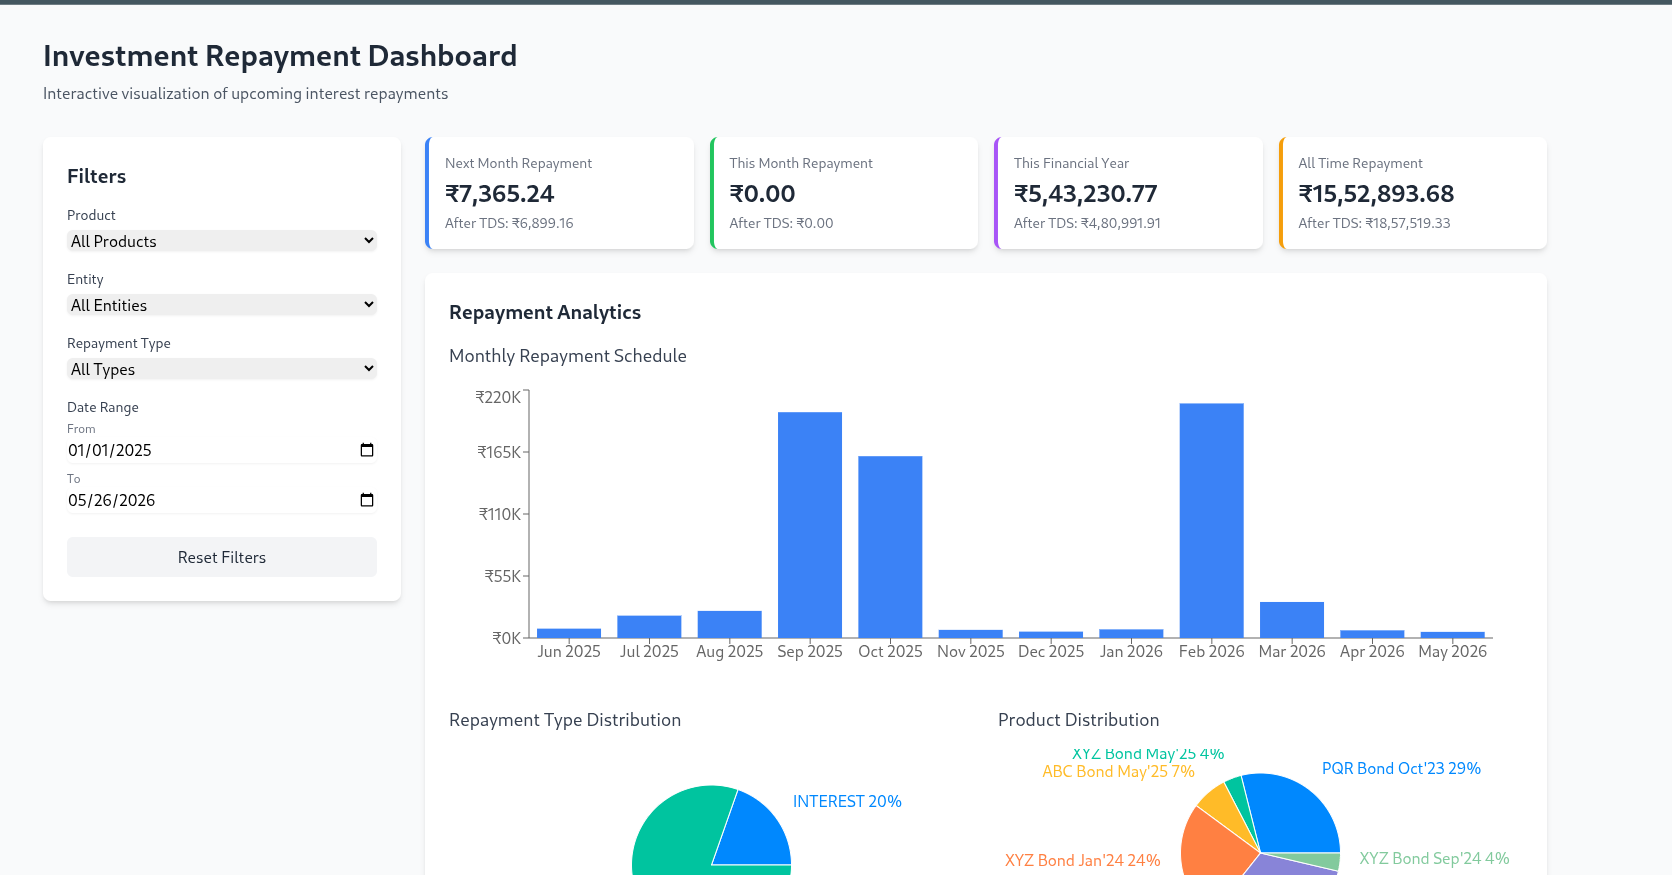 Investment Repayment Dashboard
Interactive visualization of upcoming interest repayments
Filters
Product
All Products
Entity
All Entities
Repayment Type
All Types
Date Range
From
01/01/2025
To
05/26/2026
Reset Filters
Next Month Repayment
₹7,365.24
After TDS: ₹6,899.16
This Month Repayment
₹0.00
After TDS: ₹0.00
This Financial Year
₹5,43,230.77
After TDS: ₹4,80,991.91
All Time Repayment
₹15,52,893.68
After TDS: ₹18,57,519.33
Repayment Analytics
Monthly Repayment Schedule
₹220K
₹165K
₹110K
₹55K
₹0K
Jun 2025 Jul 2025 Aug 2025 Sep 2025 Oct 2025 Nov 2025 Dec 2025 Jan 2026 Feb 2026 Mar 2026 Apr 2026 May 2026
Repayment Type Distribution
INTEREST 20%
Product Distribution
XYZ Bond May'25 4%
ABC Bond May'25 7%
PQR Bond Oct'23 29%
XYZ Bond Jan'24 24%
XYZ Bond Sep'24 4%